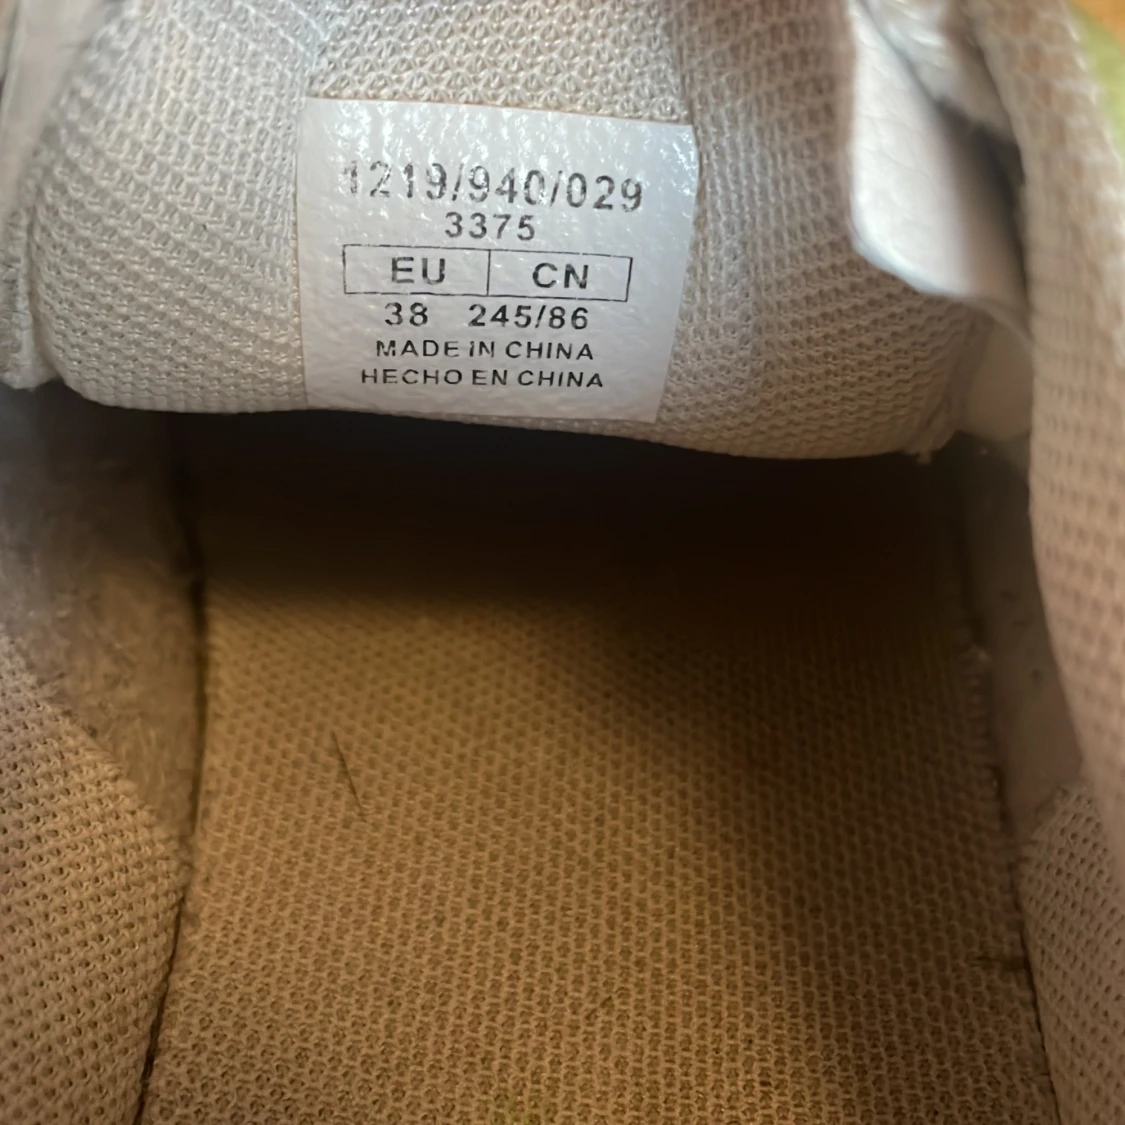 1219/940/029
3375
EU CN
38 245/86
MADE IN CHINA
HECHO EN CHINA